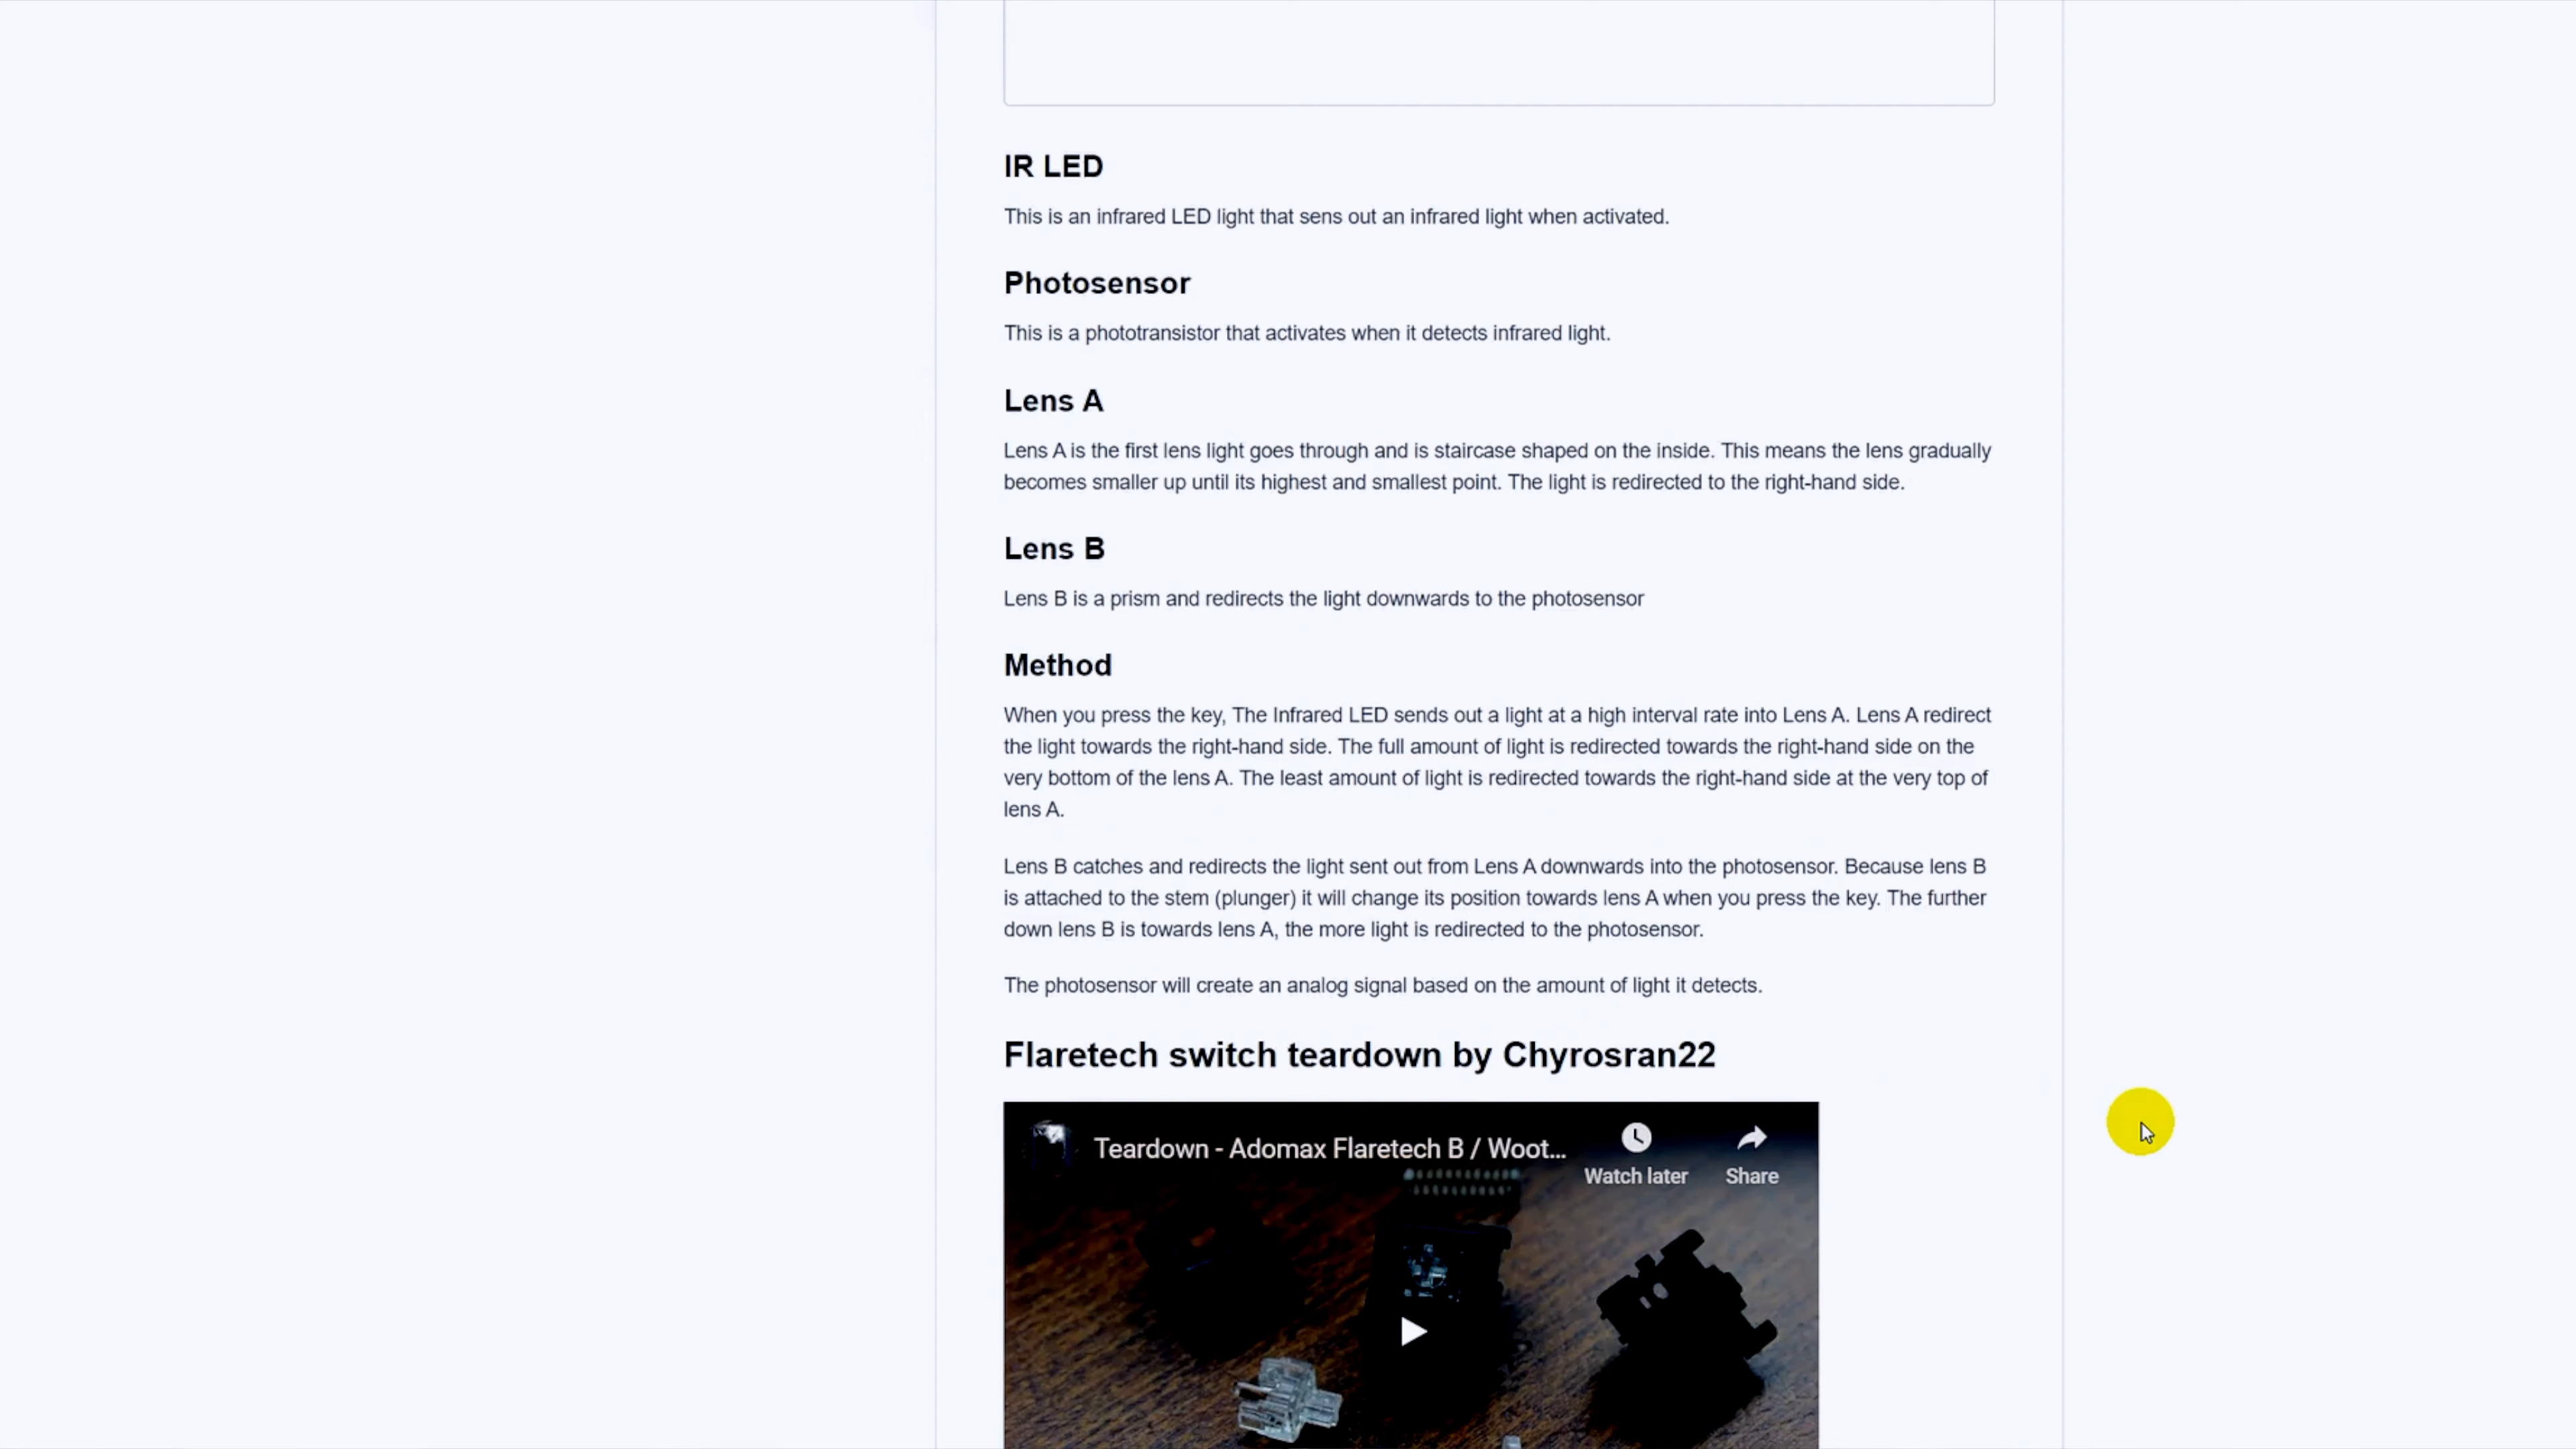 IR LED
This is an infrared LED light that sens out an infrared light when activated.
Photosensor
This is a phototransistor that activates when it detects infrared light.
Lens A
Lens A is the first lens light goes through and is staircase shaped on the inside. This means the lens gradually
becomes smaller up until its highest and smallest point. The light is redirected to the right-hand side.
Lens B
Lens B is a prism and redirects the light downwards to the photosensor
Method
When you press the key, The Infrared LED sends out a light at a high interval rate into Lens A. Lens A redirect
the light towards the right-hand side. The full amount of light is redirected towards the right-hand side on the
very bottom of the lens A. The least amount of light is redirected towards the right-hand side at the very top of
lens A.
Lens B catches and redirects the light sent out from Lens A downwards into the photosensor. Because lens B
is attached to the stem (plunger) it will change its position towards lens A when you press the key. The further
down lens B is towards lens A, the more light is redirected to the photosensor.
The photosensor will create an analog signal based on the amount of light it detects.
Flaretech switch teardown by Chyrosran22
Teardown - Adomax Flaretech B / Woot...
Watch later
Share